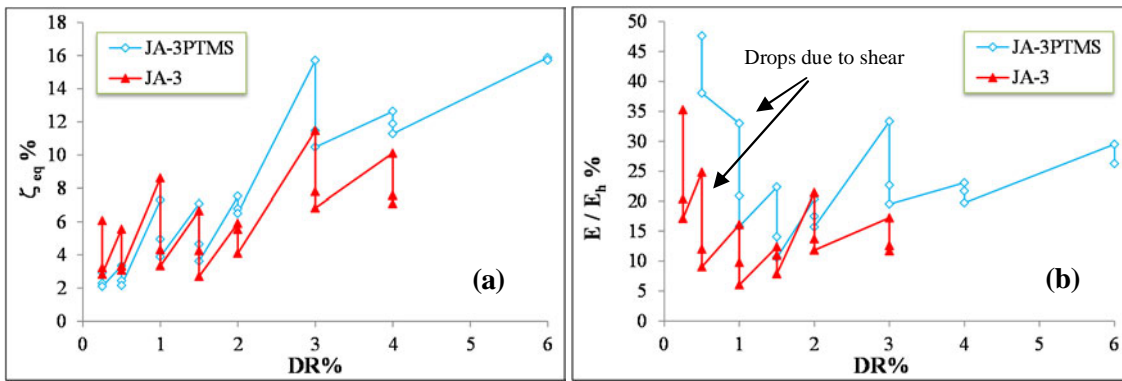 18
16
14
12
10
8
6
4
2
0
ζ eq %
JA-3PTMS
JA-3
(a)
0 1 2 3 4 5 6
DR%
50
45
40
35
30
25
20
15
10
5
0
E / Eh %
Drops due to shear
JA-3PTMS
JA-3
(b)
0 1 2 3 4 5 6
DR%